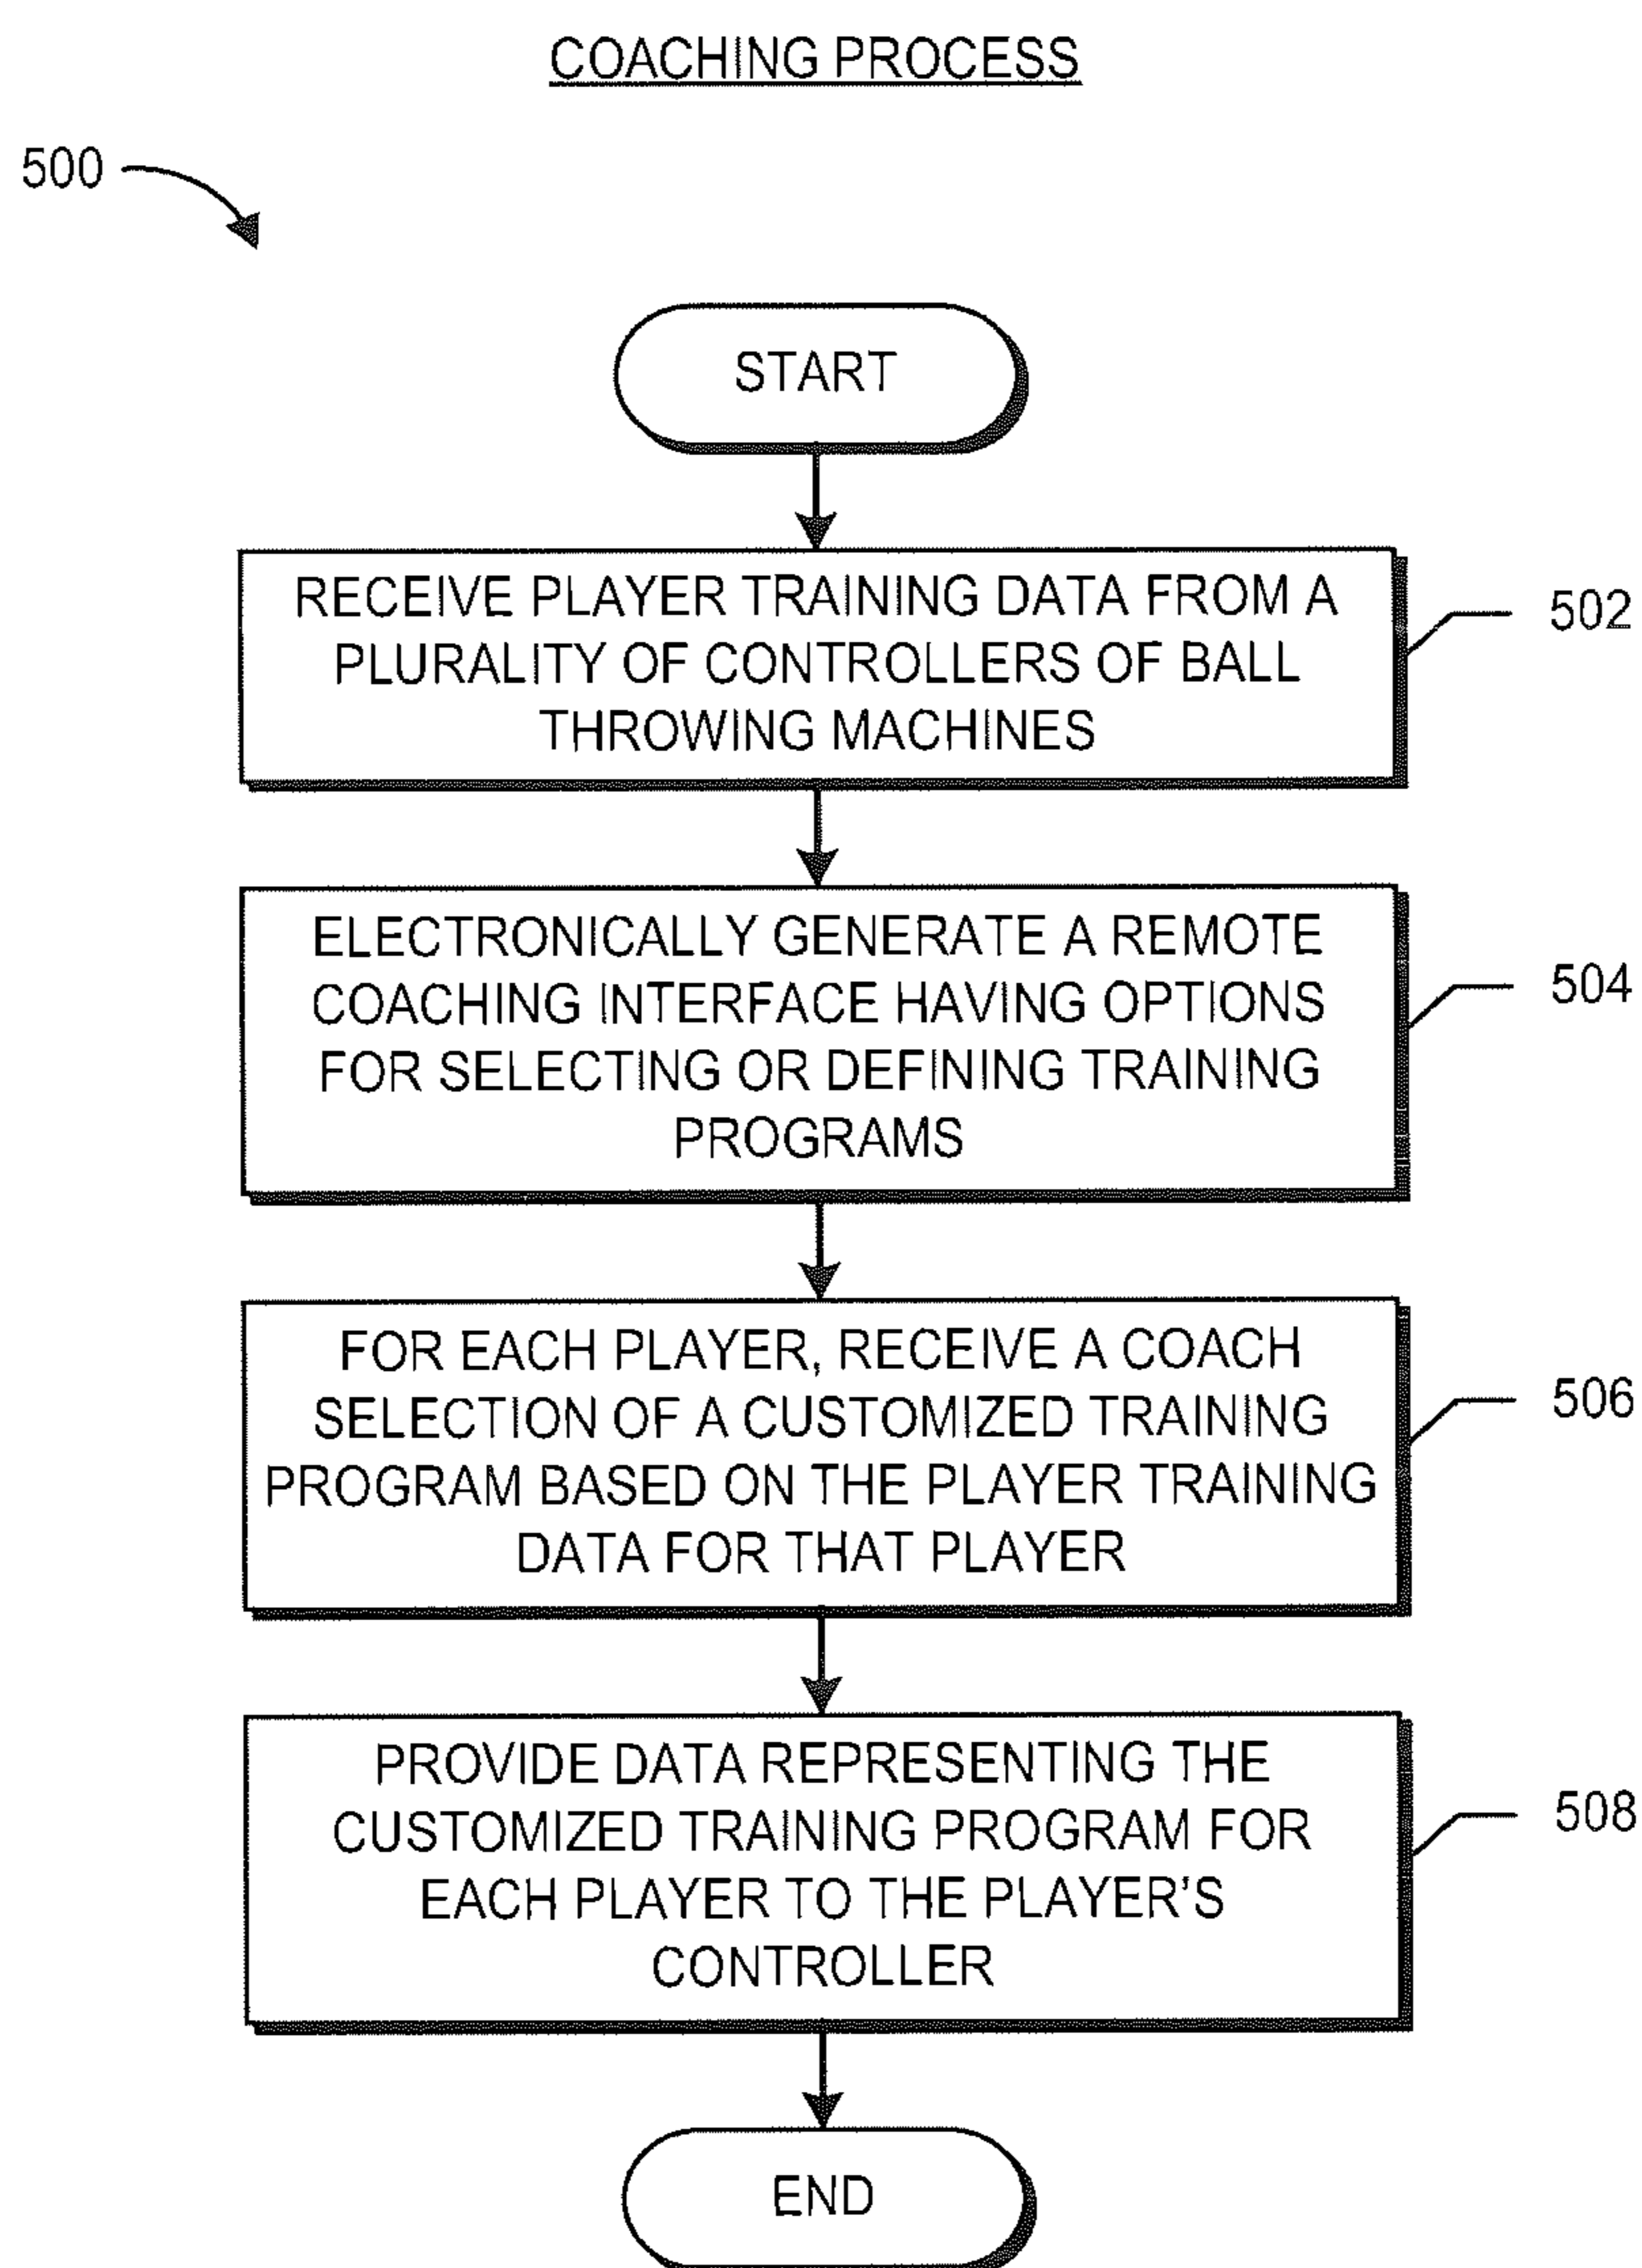 COACHING PROCESS
500
START
RECEIVE PLAYER TRAINING DATA FROM A
PLURALITY OF CONTROLLERS OF BALL
THROWING MACHINES
502
ELECTRONICALLY GENERATE A REMOTE
COACHING INTERFACE HAVING OPTIONS
FOR SELECTING OR DEFINING TRAINING
PROGRAMS
504
FOR EACH PLAYER, RECEIVE A COACH
SELECTION OF A CUSTOMIZED TRAINING
PROGRAM BASED ON THE PLAYER TRAINING
DATA FOR THAT PLAYER
506
PROVIDE DATA REPRESENTING THE
CUSTOMIZED TRAINING PROGRAM FOR
EACH PLAYER TO THE PLAYER'S
CONTROLLER
508
END